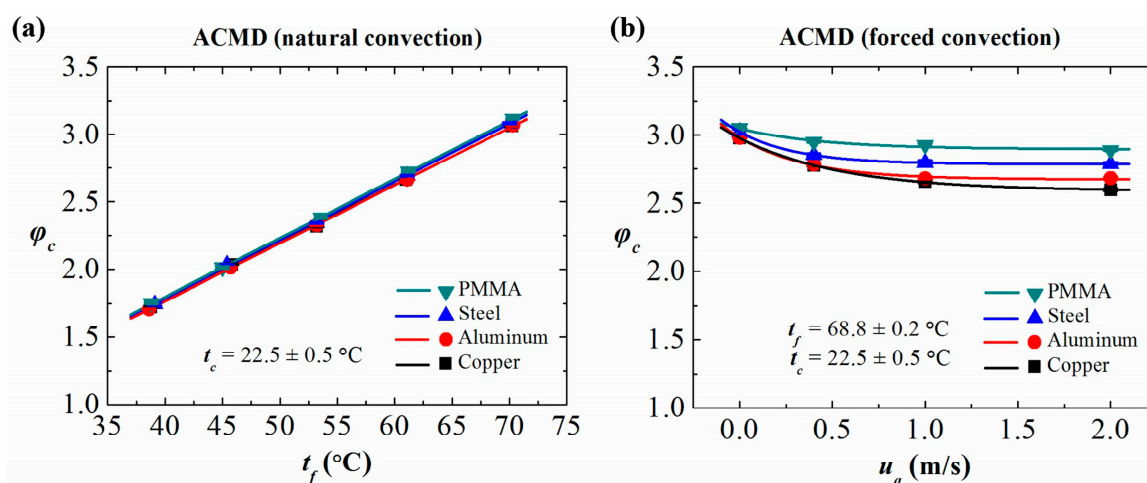 (a)
ACMD (natural convection)
3.5
3.0
2.5
φc
2.0
1.5
1.0
PMMA
Steel
Aluminum
Copper
tc = 22.5 ± 0.5 °C
35 40 45 50 55 60 65 70 75
tf (°C)
(b)
ACMD (forced convection)
3.5
3.0
2.5
φc
2.0
1.5
1.0
PMMA
Steel
Aluminum
Copper
tf = 68.8 ± 0.2 °C
tc = 22.5 ± 0.5 °C
0.0 0.5 1.0 1.5 2.0
ua (m/s)